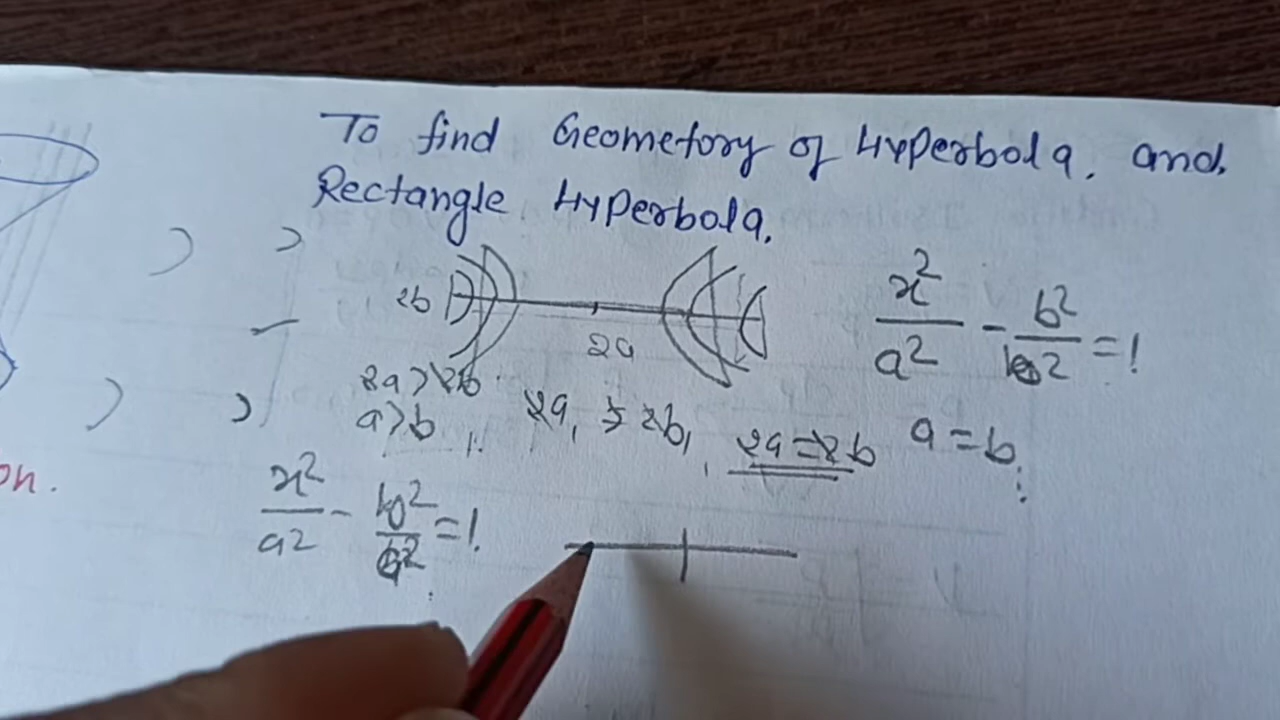 To find Geometory of Hyperbola. and.
Rectangle Hyperbola.
2b
2a
x² / a² - b² / b² = 1
2a > 2b
a > b, 2a, > 2b, 2a = 2b a = b
x² / a² - b² / = 1
on.